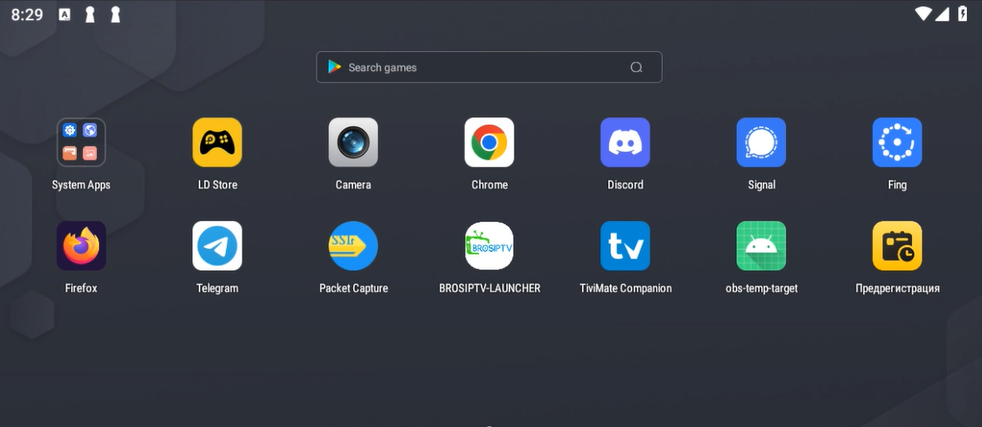 8:29
A
Search games
System Apps
LD Store
Camera
Chrome
Discord
Signal
Fing
SSL
BROSIPTV
tv
Firefox
Telegram
Packet Capture
BROSIPTV-LAUNCHER
TiviMate Companion
obs-temp-target
Предрегистрация